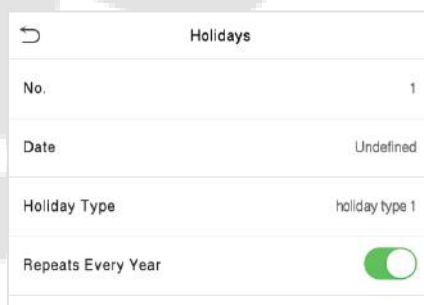 Holidays
No. 1
Date Undefined
Holiday Type holiday type 1
Repeats Every Year